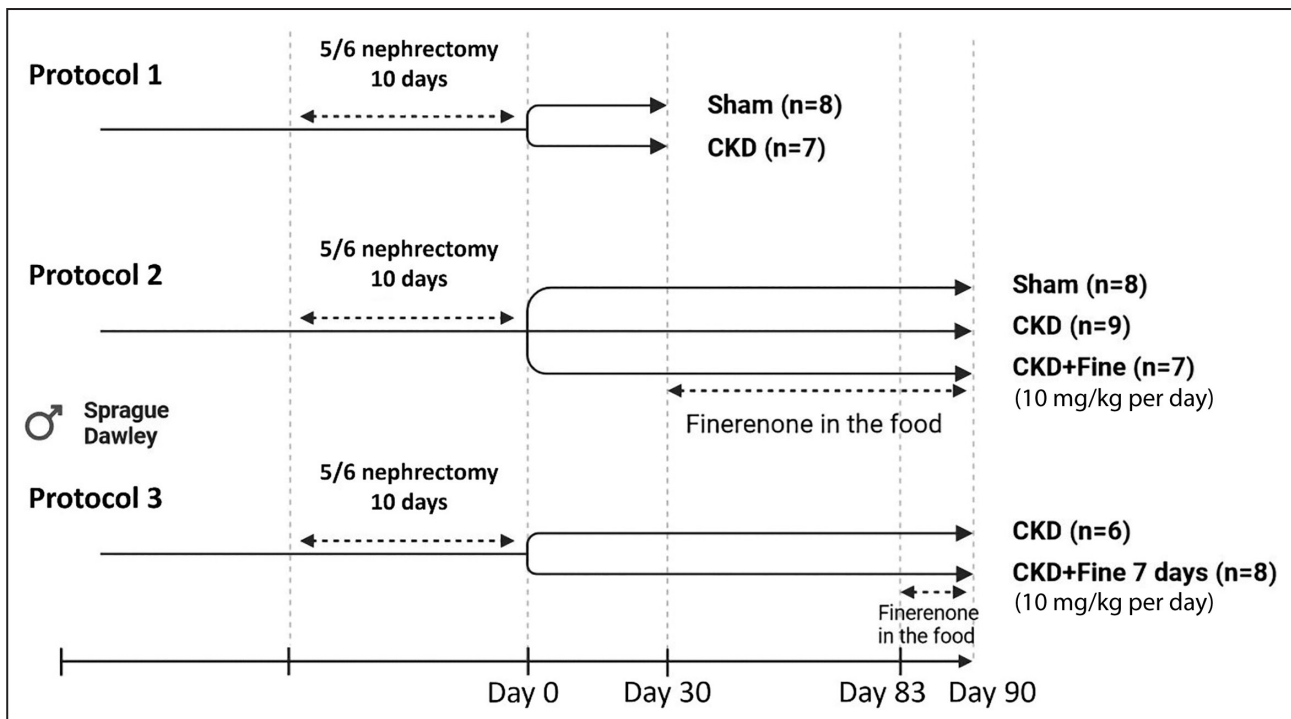 Protocol 1
5/6 nephrectomy
10 days
Sham (n=8)
CKD (n=7)
Protocol 2
5/6 nephrectomy
10 days
Sham (n=8)
CKD (n=9)
CKD+Fine (n=7)
(10 mg/kg per day)
Finerenone in the food
Sprague
Dawley
Protocol 3
5/6 nephrectomy
10 days
CKD (n=6)
CKD+Fine 7 days (n=8)
(10 mg/kg per day)
Finerenone
in the food
Day 0
Day 30
Day 83
Day 90